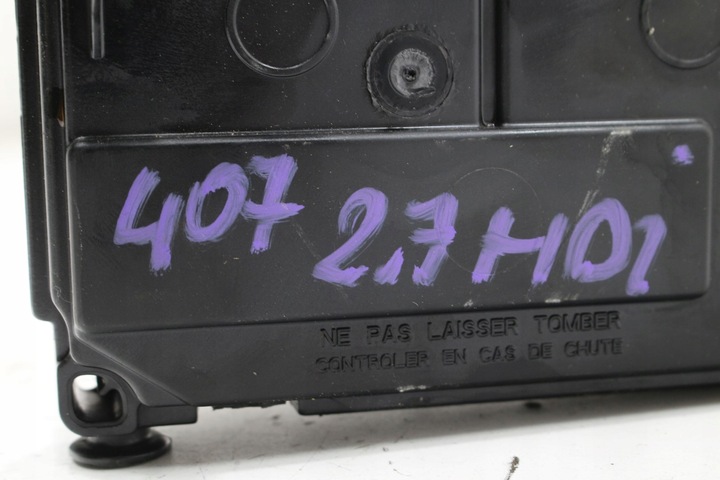 407 2,7 HDI
NE PAS LAISSER TOMBER
CONTROLER EN CAS DE CHUTE